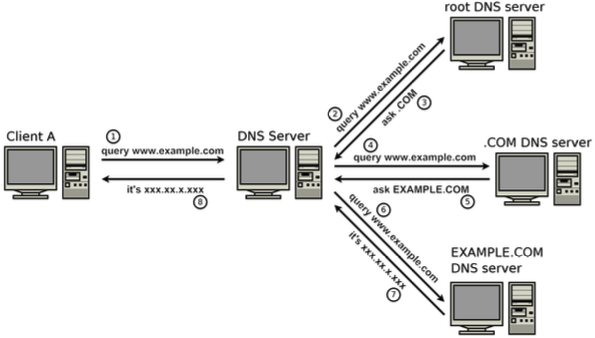 root DNS server
2
query www.example.com
ask .COM
3
Client A
1
query www.example.com
it's xxx.xx.x.xxx
8
DNS Server
4
query www.example.com
ask EXAMPLE.COM
5
.COM DNS server
6
query www.example.com
it's xxx.xx.x.xxx
7
EXAMPLE.COM
DNS server